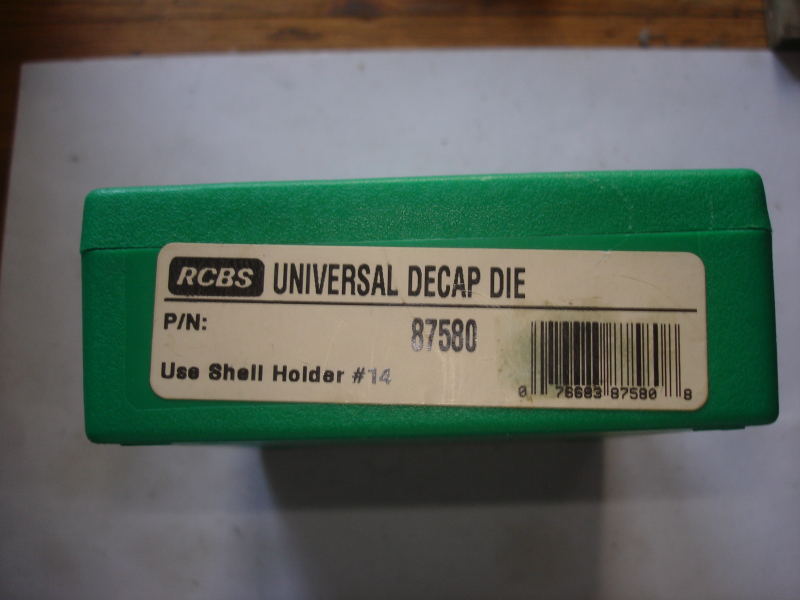 RCBS UNIVERSAL DECAP DIE
P/N: 87580
Use Shell Holder #14
0 76683 87580 8